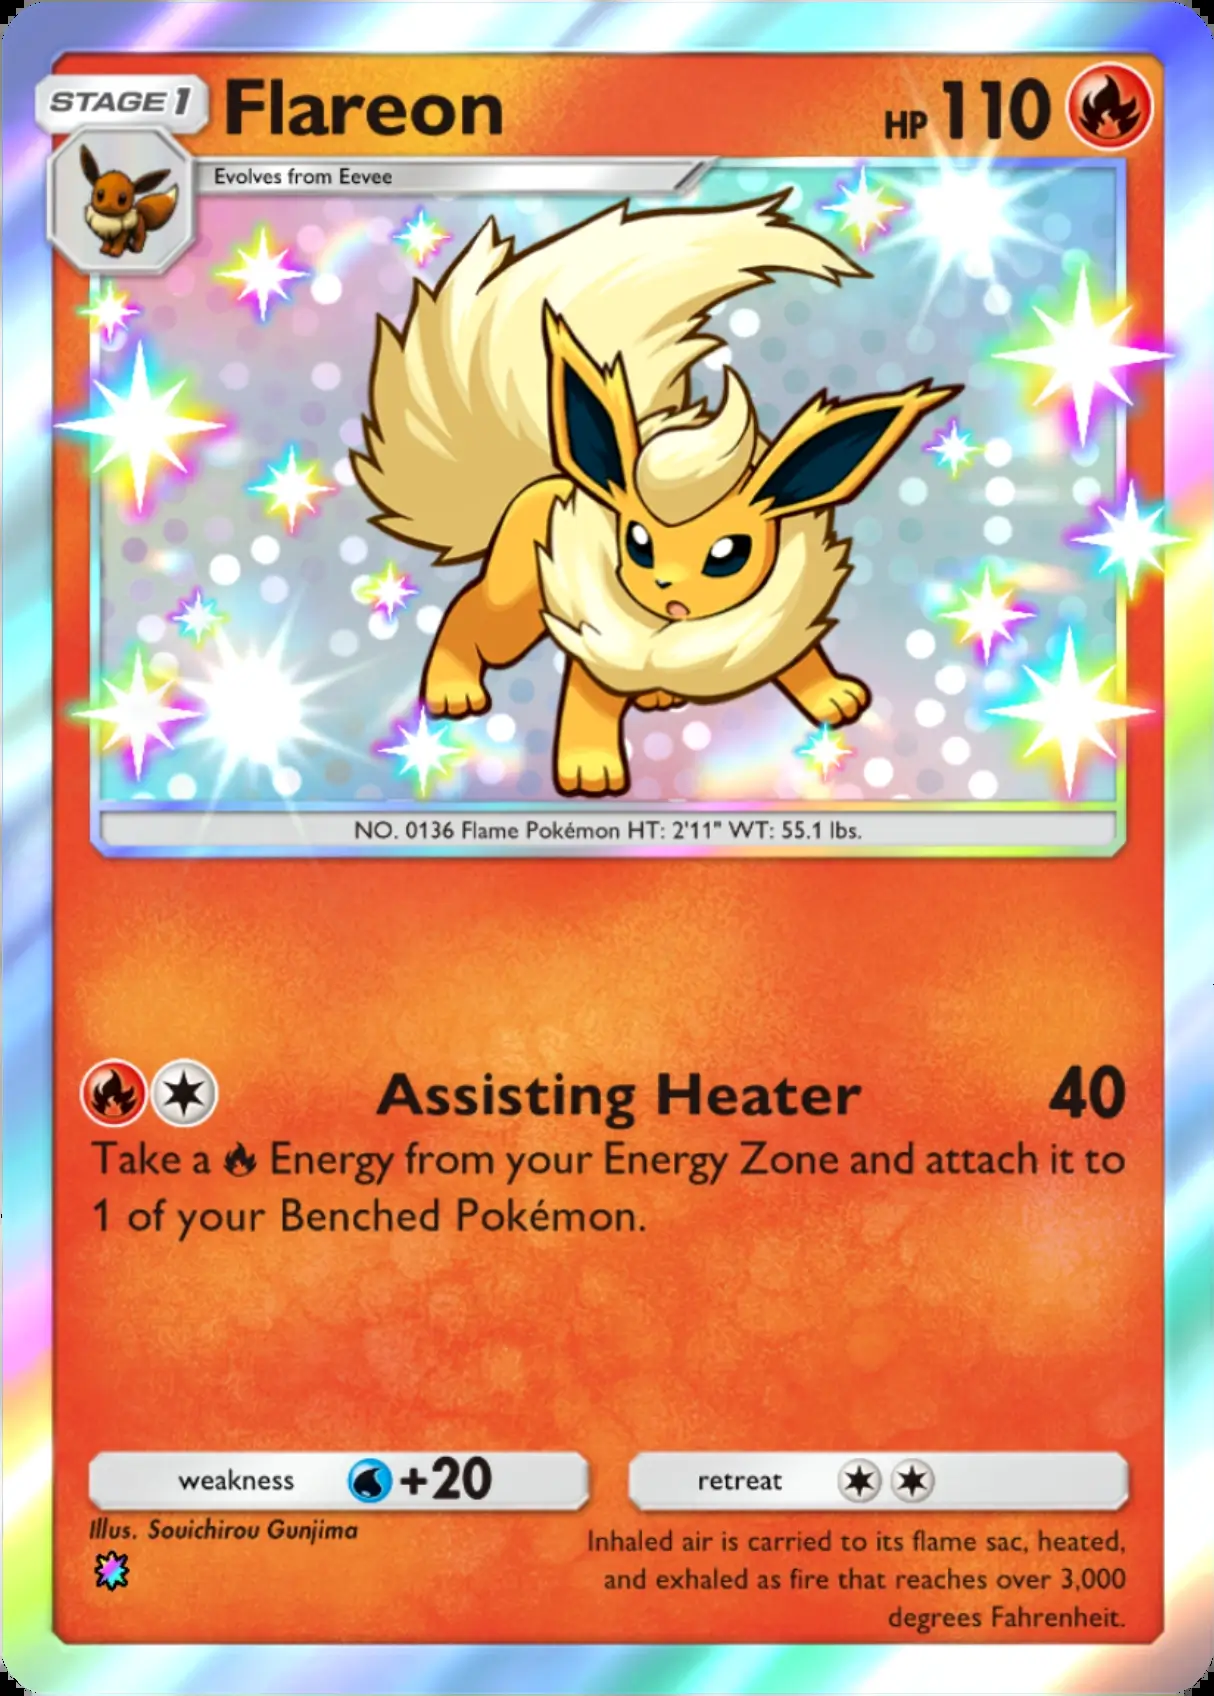 STAGE 1
Flareon
HP 110
Evolves from Eevee
NO. 0136 Flame Pokémon HT: 2'11" WT: 55.1 lbs.
Assisting Heater 40
Take a Energy from your Energy Zone and attach it to
1 of your Benched Pokémon.
weakness +20
retreat
Illus. Souichirou Gunjima
Inhaled air is carried to its flame sac, heated,
and exhaled as fire that reaches over 3,000
degrees Fahrenheit.